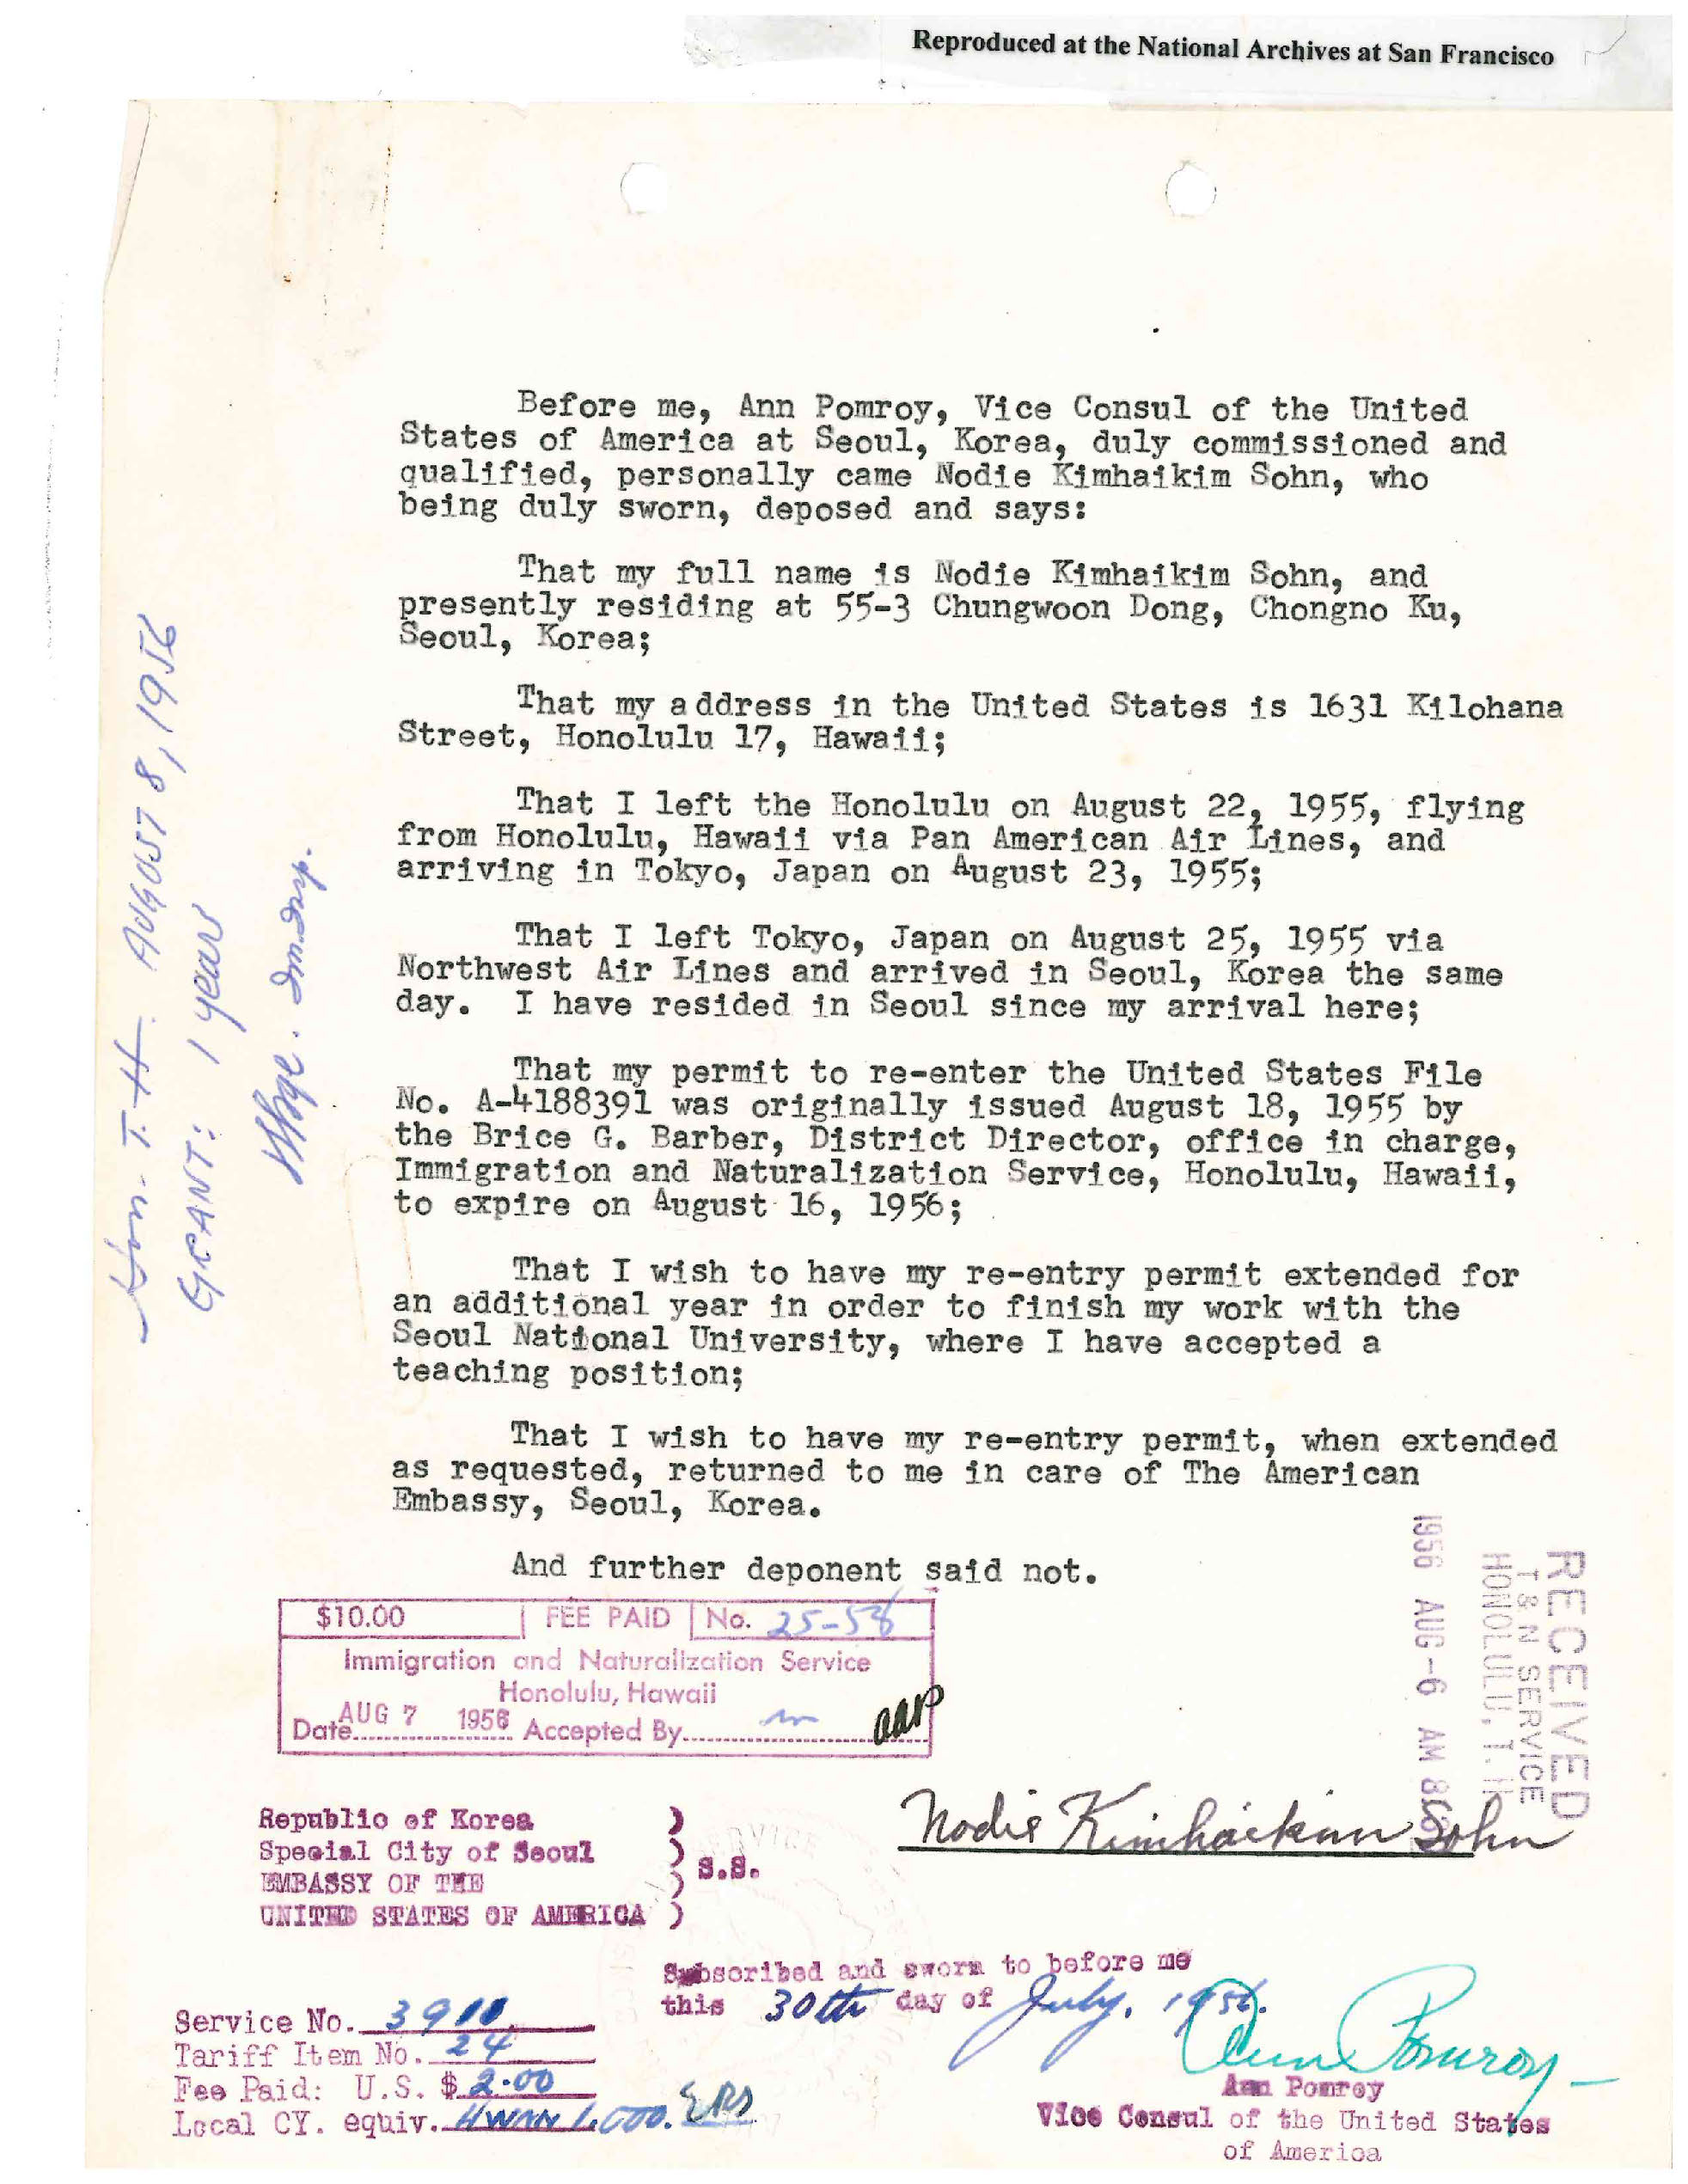 Reproduced at the National Archives at San Francisco
Before me, Ann Pomroy, Vice Consul of the United
States of America at Seoul, Korea, duly commissioned and
qualified, personally came Nodie Kimhaikim Sohn, who
being duly sworn, deposed and says:
That my full name is Nodie Kimhaikim Sohn, and
presently residing at 55-3 Chungwoon Dong, Chongno Ku,
Seoul, Korea;
That my address in the United States is 1631 Kilohana
Street, Honolulu 17, Hawaii;
That I left the Honolulu on August 22, 1955, flying
from Honolulu, Hawaii via Pan American Air Lines, and
arriving in Tokyo, Japan on August 23, 1955;
That I left Tokyo, Japan on August 25, 1955 via
Northwest Air Lines and arrived in Seoul, Korea the same
day. I have resided in Seoul since my arrival here;
That my permit to re-enter the United States File
No. A-4188391 was originally issued August 18, 1955 by
the Brice G. Barber, District Director, office in charge,
Immigration and Naturalization Service, Honolulu, Hawaii,
to expire on August 16, 1956;
That I wish to have my re-entry permit extended for
an additional year in order to finish my work with the
Seoul National University, where I have accepted a
teaching position;
That I wish to have my re-entry permit, when extended
as requested, returned to me in care of The American
Embassy, Seoul, Korea.
And further deponent said not.
Hon. T.H. AUGUST 8, 1956
GRANT: 1 year
$10.00 FEE PAID No. 25-58
Immigration and Naturalization Service
Honolulu, Hawaii
Date AUG 7 1956 Accepted By
RECEIVED
I & N SERVICE
HONOLULU, T. H.
1956 AUG -6 AM
Nodie Kimhaikim Sohn
Republic of Korea )
Special City of Seoul )
EMBASSY OF THE ) S.S.
UNITED STATES OF AMERICA )
Subscribed and sworn to before me
this 30th day of July, 1956.
Service No. 3910
Tariff Item No. 24
Fee Paid: U.S. $ 2.00
Local CY. equiv. HWAN 1,000. ERS
Ann Pomroy
Ann Pomroy
Vice Consul of the United States
of America